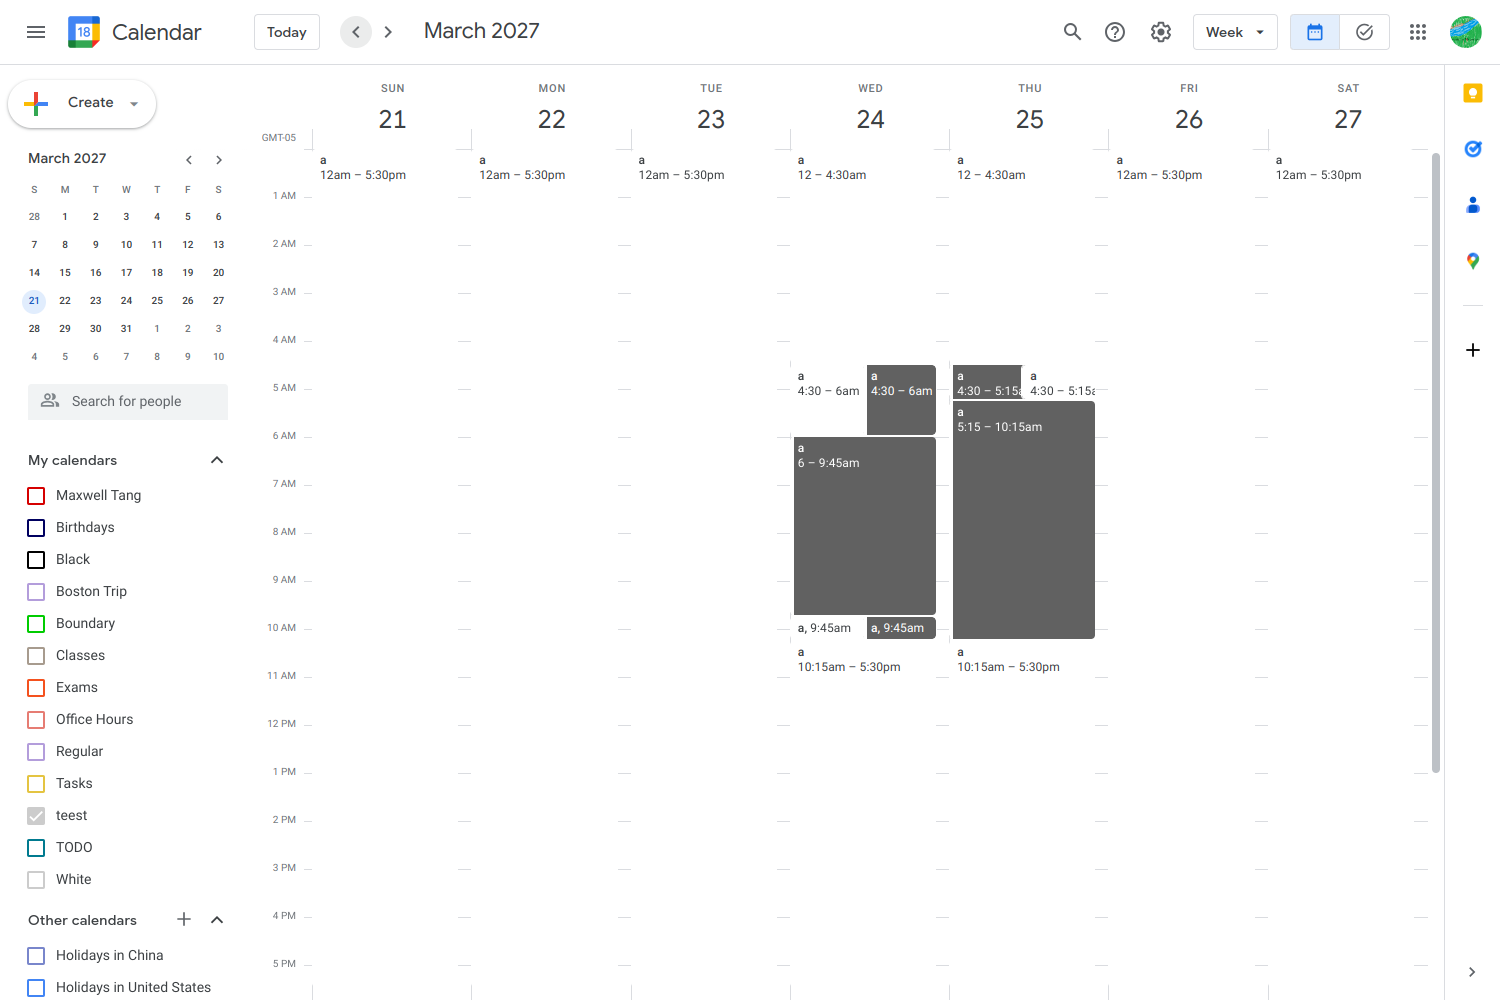 18 Calendar
Today
March 2027
Week
Create
March 2027
S M T W T F S
28 1 2 3 4 5 6
7 8 9 10 11 12 13
14 15 16 17 18 19 20
21 22 23 24 25 26 27
28 29 30 31 1 2 3
4 5 6 7 8 9 10
Search for people
My calendars
Maxwell Tang
Birthdays
Black
Boston Trip
Boundary
Classes
Exams
Office Hours
Regular
Tasks
teest
TODO
White
Other calendars
Holidays in China
Holidays in United States
SUN MON TUE WED THU FRI SAT
21 22 23 24 25 26 27
GMT-05
a a a a a a a
12am – 5:30pm 12am – 5:30pm 12am – 5:30pm 12 – 4:30am 12 – 4:30am 12am – 5:30pm 12am – 5:30pm
1 AM
2 AM
3 AM
4 AM
a a a a
5 AM 4:30 – 6am 4:30 – 6am 4:30 – 5:15a 4:30 – 5:15a
a
5:15 – 10:15am
6 AM
a
6 – 9:45am
7 AM
8 AM
9 AM
10 AM a, 9:45am a, 9:45am
a a
10:15am – 5:30pm 10:15am – 5:30pm
11 AM
12 PM
1 PM
2 PM
3 PM
4 PM
5 PM